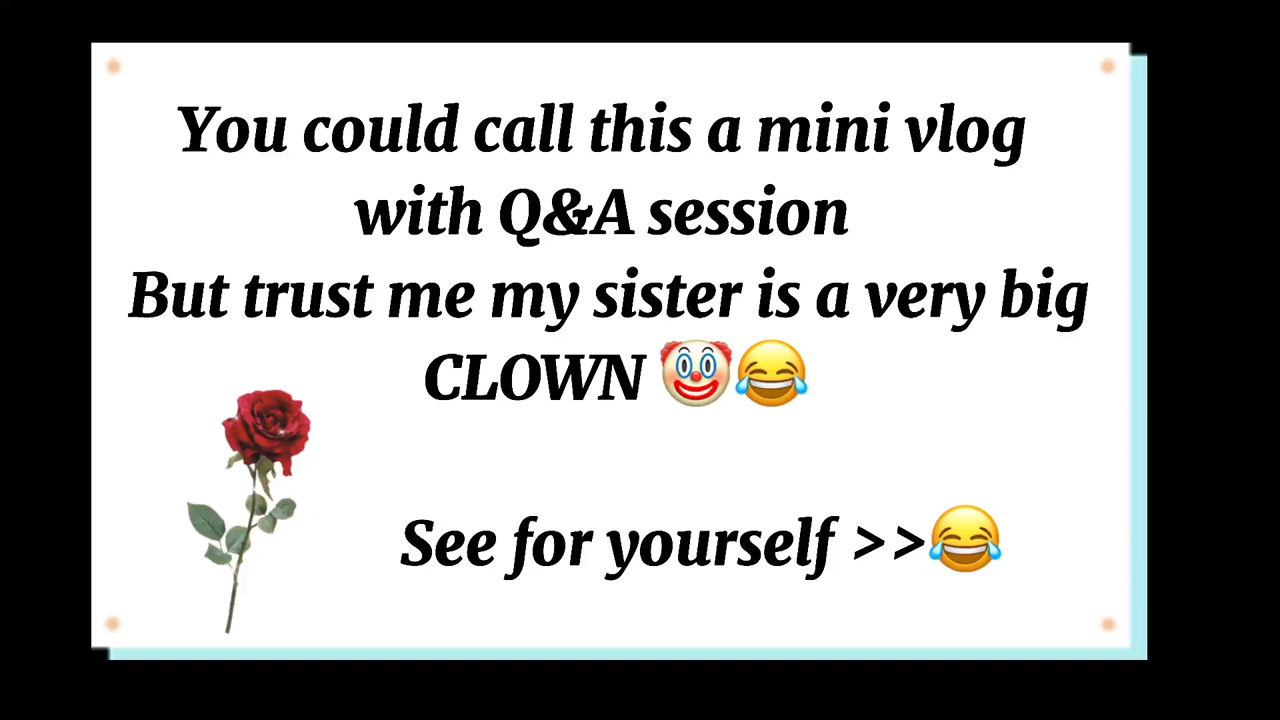 You could call this a mini vlog
with Q&A session
But trust me my sister is a very big
CLOWN 🤡😂
See for yourself >>😂